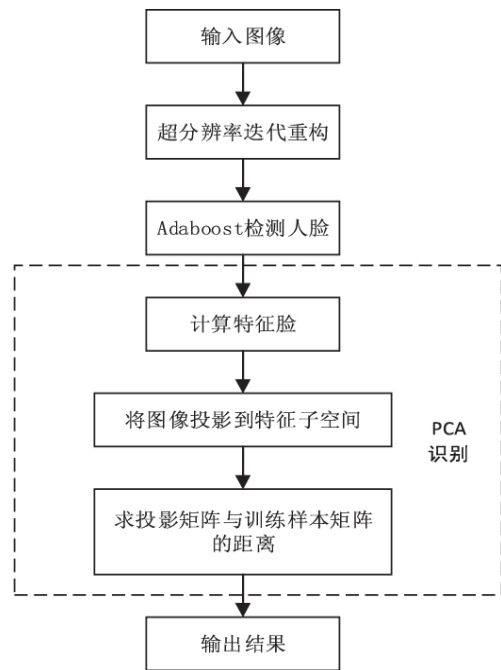 输入图像
超分辨率迭代重构
Adaboost检测人脸
计算特征脸
将图像投影到特征子空间
PCA
识别
求投影矩阵与训练样本矩阵
的距离
输出结果